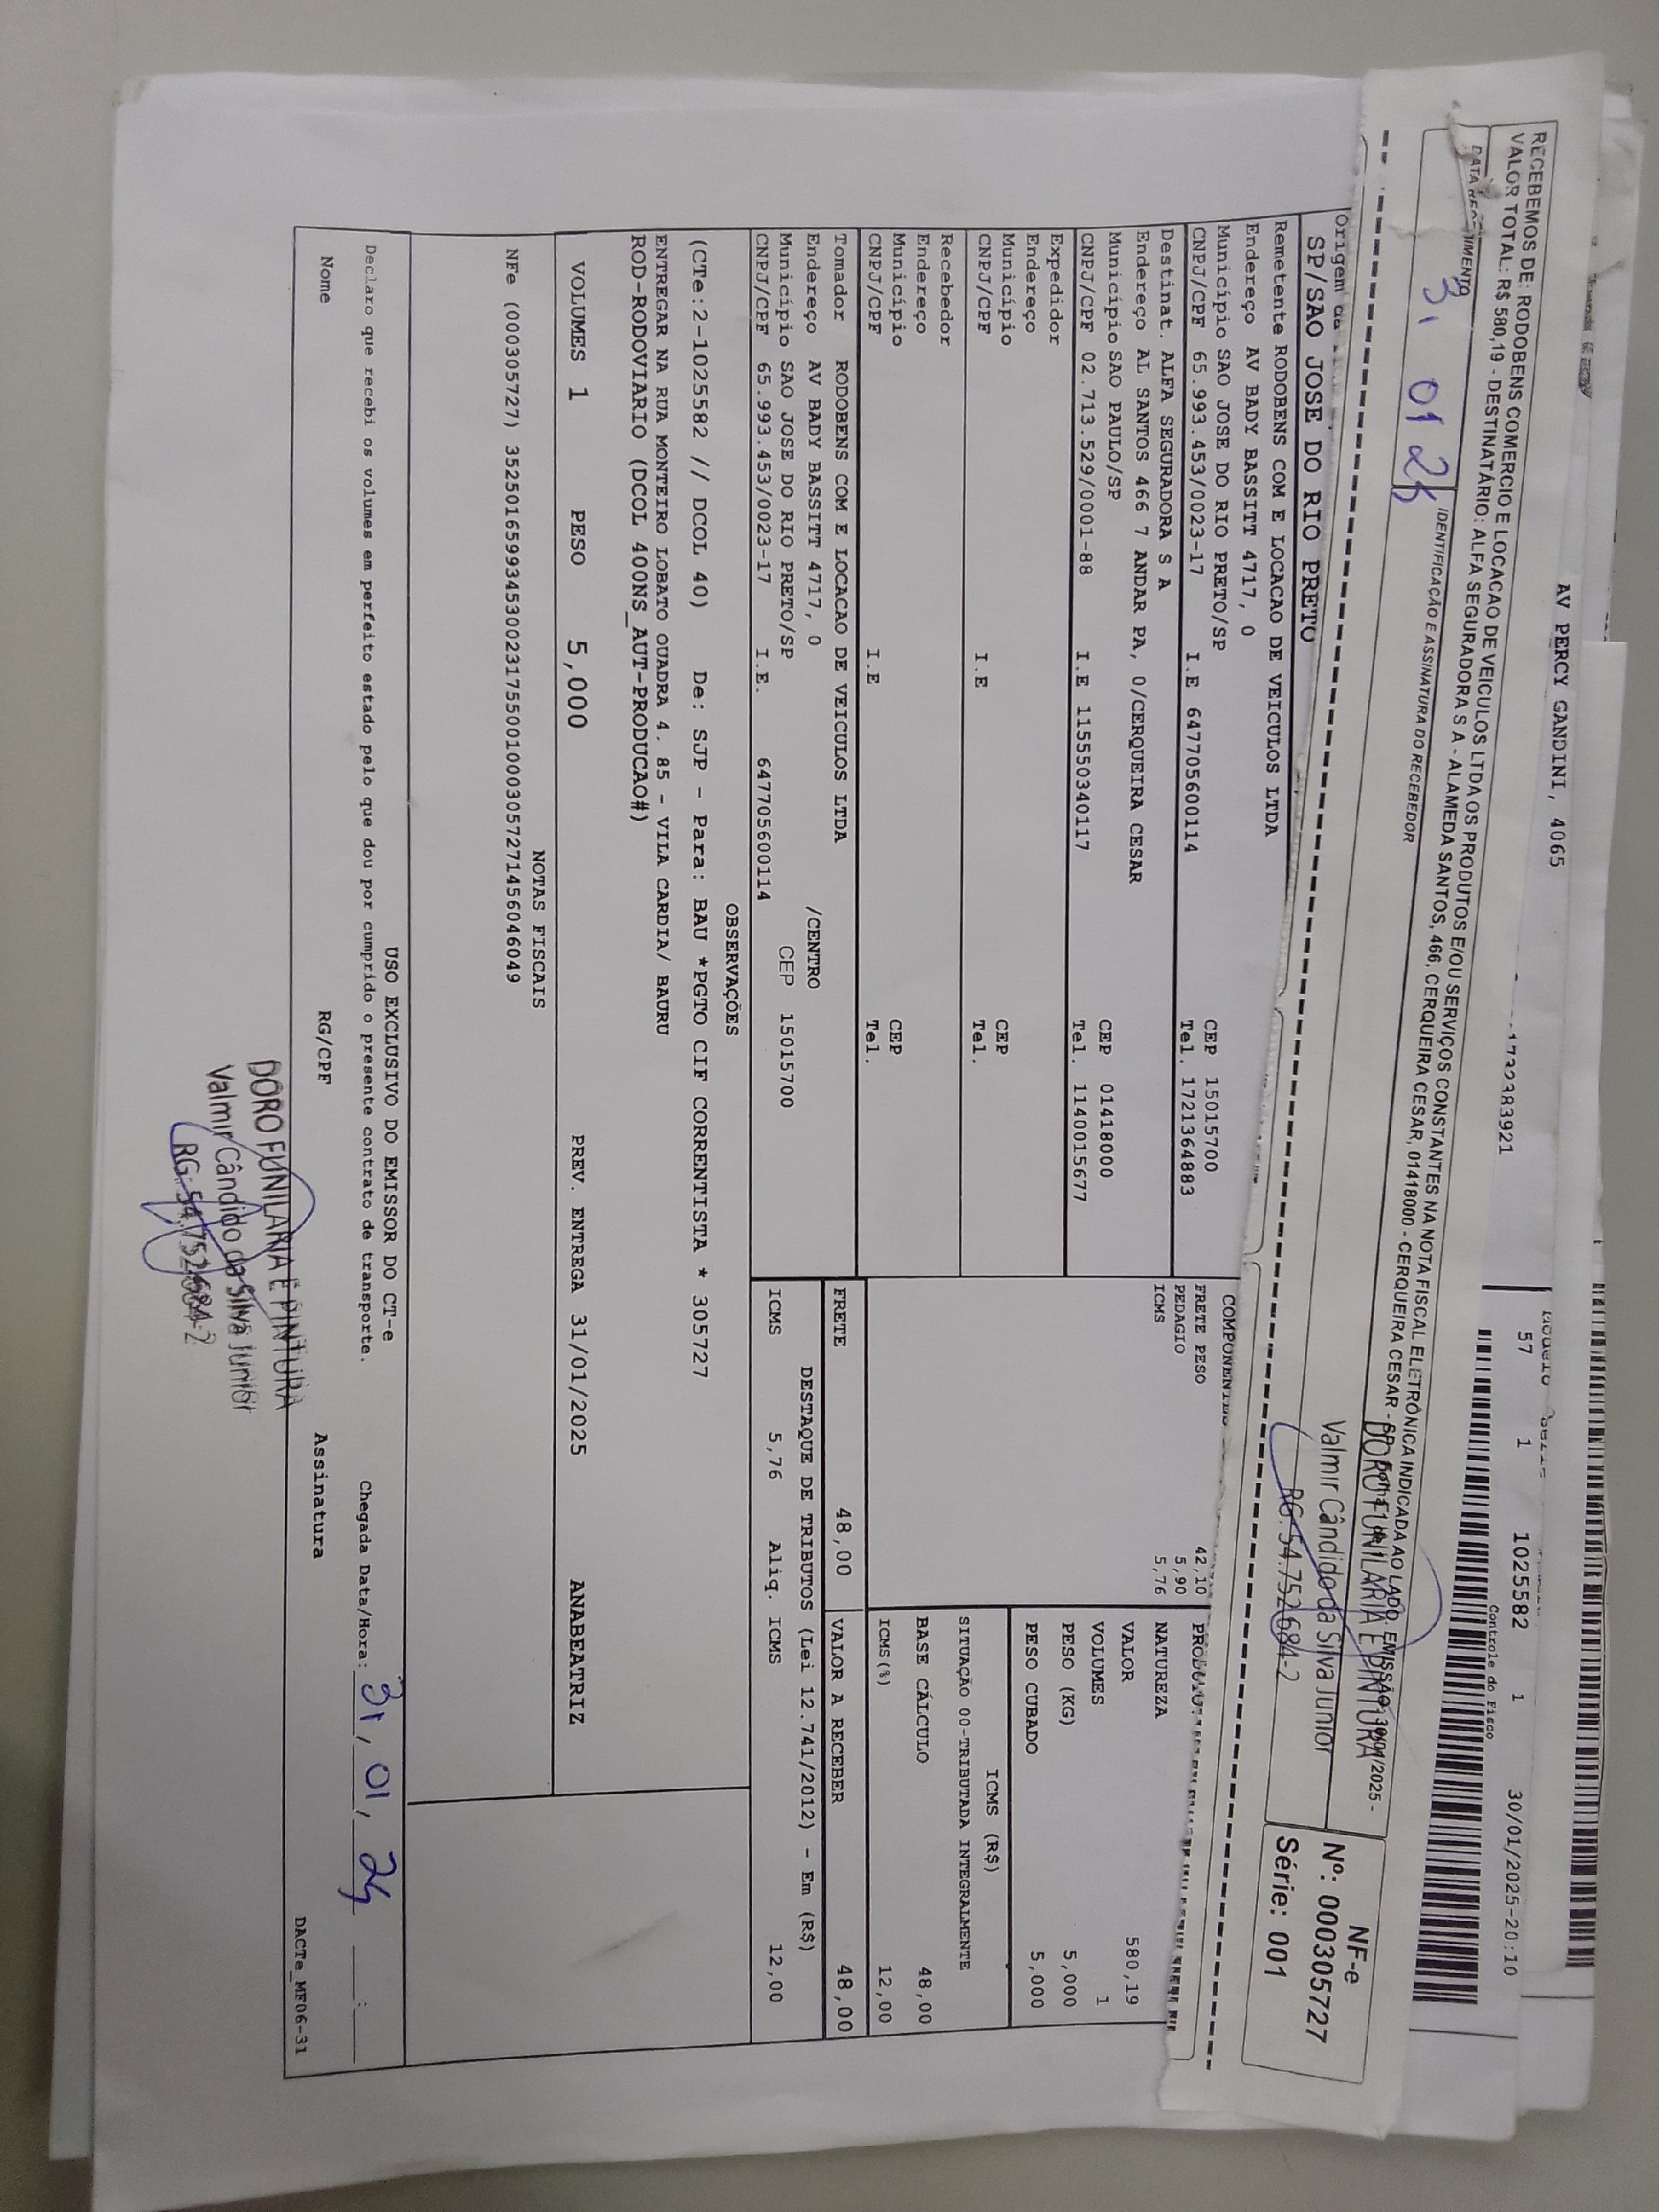 AV PERCY GANDINI, 4065
57 1 1025582 1 30/01/2025-20:10
Controle do Fisco
RECEBEMOS DE: RODOBENS COMERCIO E LOCACAO DE VEICULOS LTDA OS PRODUTOS E/OU SERVIÇOS CONSTANTES NA NOTA FISCAL ELETRÔNICA INDICADA AO LADO. EMISSÃO: 30/01/2025 -
VALOR TOTAL: R$ 580,19 - DESTINATÁRIO: ALFA SEGURADORA S A - ALAMEDA SANTOS, 466, CERQUEIRA CESAR, 01418000 - CERQUEIRA CESAR - SP
IDENTIFICAÇÃO E ASSINATURA DO RECEBEDOR
31 01 25
DORO FUNILARIA E PINTURA
Valmir Cândido da Silva Junior
RG: 54.752.684-2
NF-e
Nº: 000305727
Série: 001
SP/SAO JOSE DO RIO PRETO
Remetente RODOBENS COM E LOCACAO DE VEICULOS LTDA
Endereço AV BADY BASSITT 4717, 0
Município SAO JOSE DO RIO PRETO/SP CEP 15015700
CNPJ/CPF 65.993.453/0023-17 I.E 647705600114 Tel. 1721364883
Destinat. ALFA SEGURADORA S A
Endereço AL SANTOS 466 7 ANDAR PA, 0/CERQUEIRA CESAR
Município SAO PAULO/SP CEP 01418000
CNPJ/CPF 02.713.529/0001-88 I.E 115550340117 Tel. 1140015677
Expedidor
Endereço
Município CEP
CNPJ/CPF I.E Tel.
Recebedor
Endereço
Município CEP
CNPJ/CPF I.E Tel.
Tomador RODOBENS COM E LOCACAO DE VEICULOS LTDA
Endereço AV BADY BASSITT 4717, 0 /CENTRO
Município SAO JOSE DO RIO PRETO/SP CEP 15015700
CNPJ/CPF 65.993.453/0023-17 I.E. 647705600114
FRETE PESO 42,10
PEDAGIO 5,90
ICMS 5,76
NATUREZA
VALOR 580,19
VOLUMES 1
PESO (KG) 5,000
PESO CUBADO 5,000
ICMS (R$)
SITUAÇÃO 00-TRIBUTADA INTEGRALMENTE
BASE CÁLCULO 48,00
ICMS(%) 12,00
FRETE 48,00 VALOR A RECEBER 48,00
DESTAQUE DE TRIBUTOS (Lei 12.741/2012) - Em (R$)
ICMS 5,76 Aliq. ICMS 12,00
OBSERVAÇÕES
(CTe:2-1025582 // DCOL 40) De: SJP - Para: BAU *PGTO CIF CORRENTISTA * 305727
ENTREGAR NA RUA MONTEIRO LOBATO QUADRA 4. 85 - VILA CARDIA/ BAURU
ROD-RODOVIARIO (DCOL 400NS_AUT-PRODUCAO#)
VOLUMES 1 PESO 5,000 PREV. ENTREGA 31/01/2025 ANABEATRIZ
NOTAS FISCAIS
NFe (000305727) 35250165993453002317550010003057271456046049
USO EXCLUSIVO DO EMISSOR DO CT-e
Declaro que recebi os volumes em perfeito estado pelo que dou por cumprido o presente contrato de transporte. Chegada Data/Hora: 31, 01, 25 :
Nome RG/CPF Assinatura
DACTe_MF06-31
DORO FUNILARIA E PINTURA
Valmir Cândido da Silva Junior
RG: 54.752.684-2